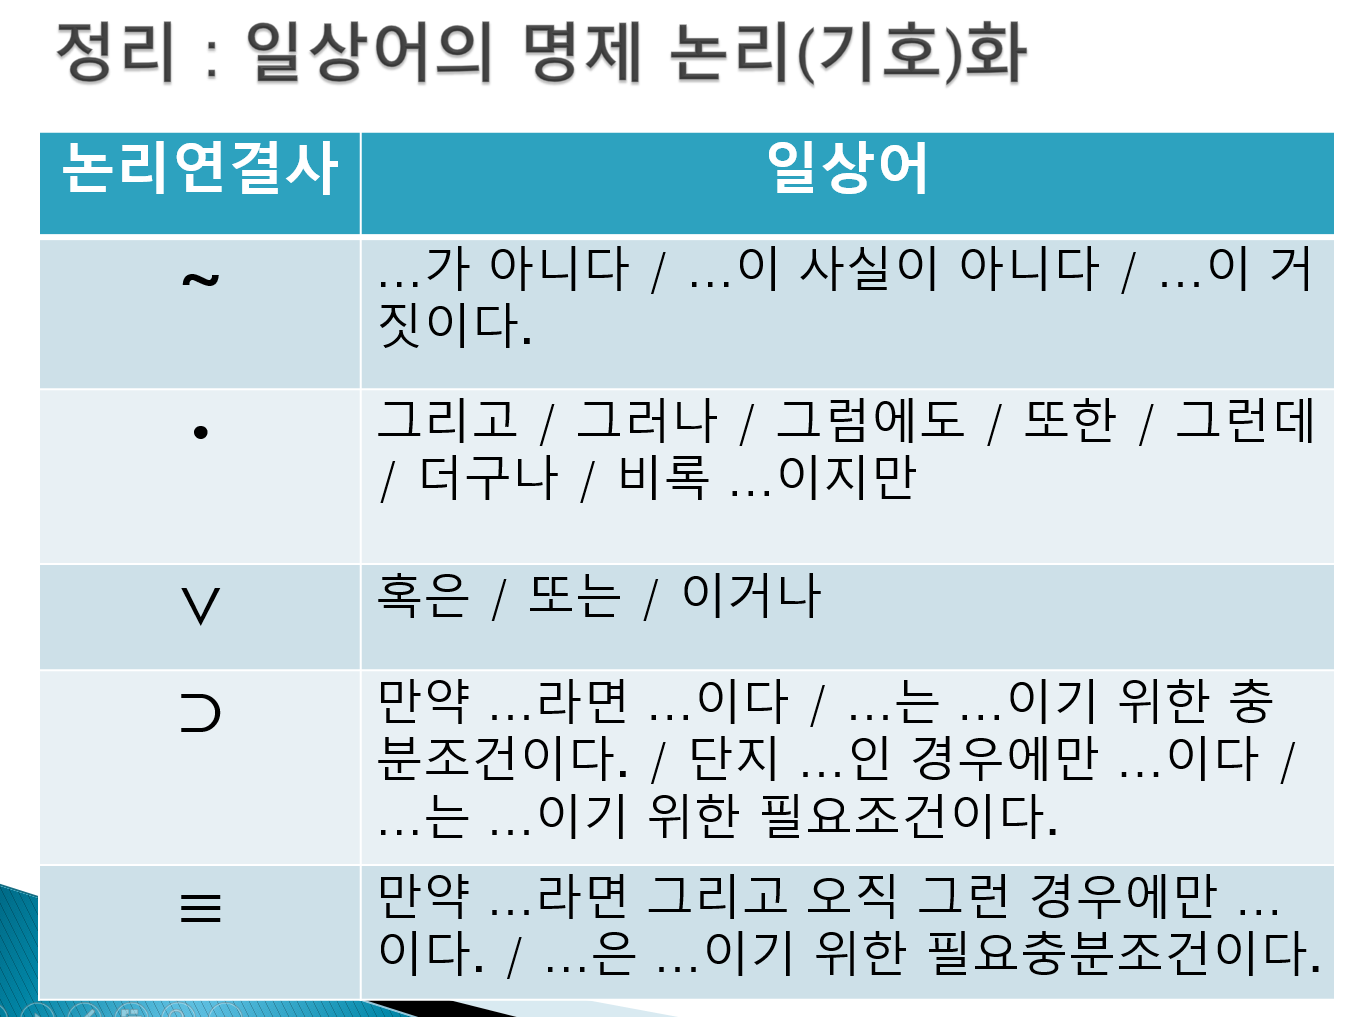 정리 : 일상어의 명제 논리(기호)화
논리연결사
일상어
~
…가 아니다 / …이 사실이 아니다 / …이 거
짓이다.
•
그리고 / 그러나 / 그럼에도 / 또한 / 그런데
/ 더구나 / 비록 …이지만
∨
혹은 / 또는 / 이거나
⊃
만약 …라면 …이다 / …는 …이기 위한 충
분조건이다. / 단지 …인 경우에만 …이다 /
…는 …이기 위한 필요조건이다.
≡
만약 …라면 그리고 오직 그런 경우에만 …
이다. / …은 …이기 위한 필요충분조건이다.